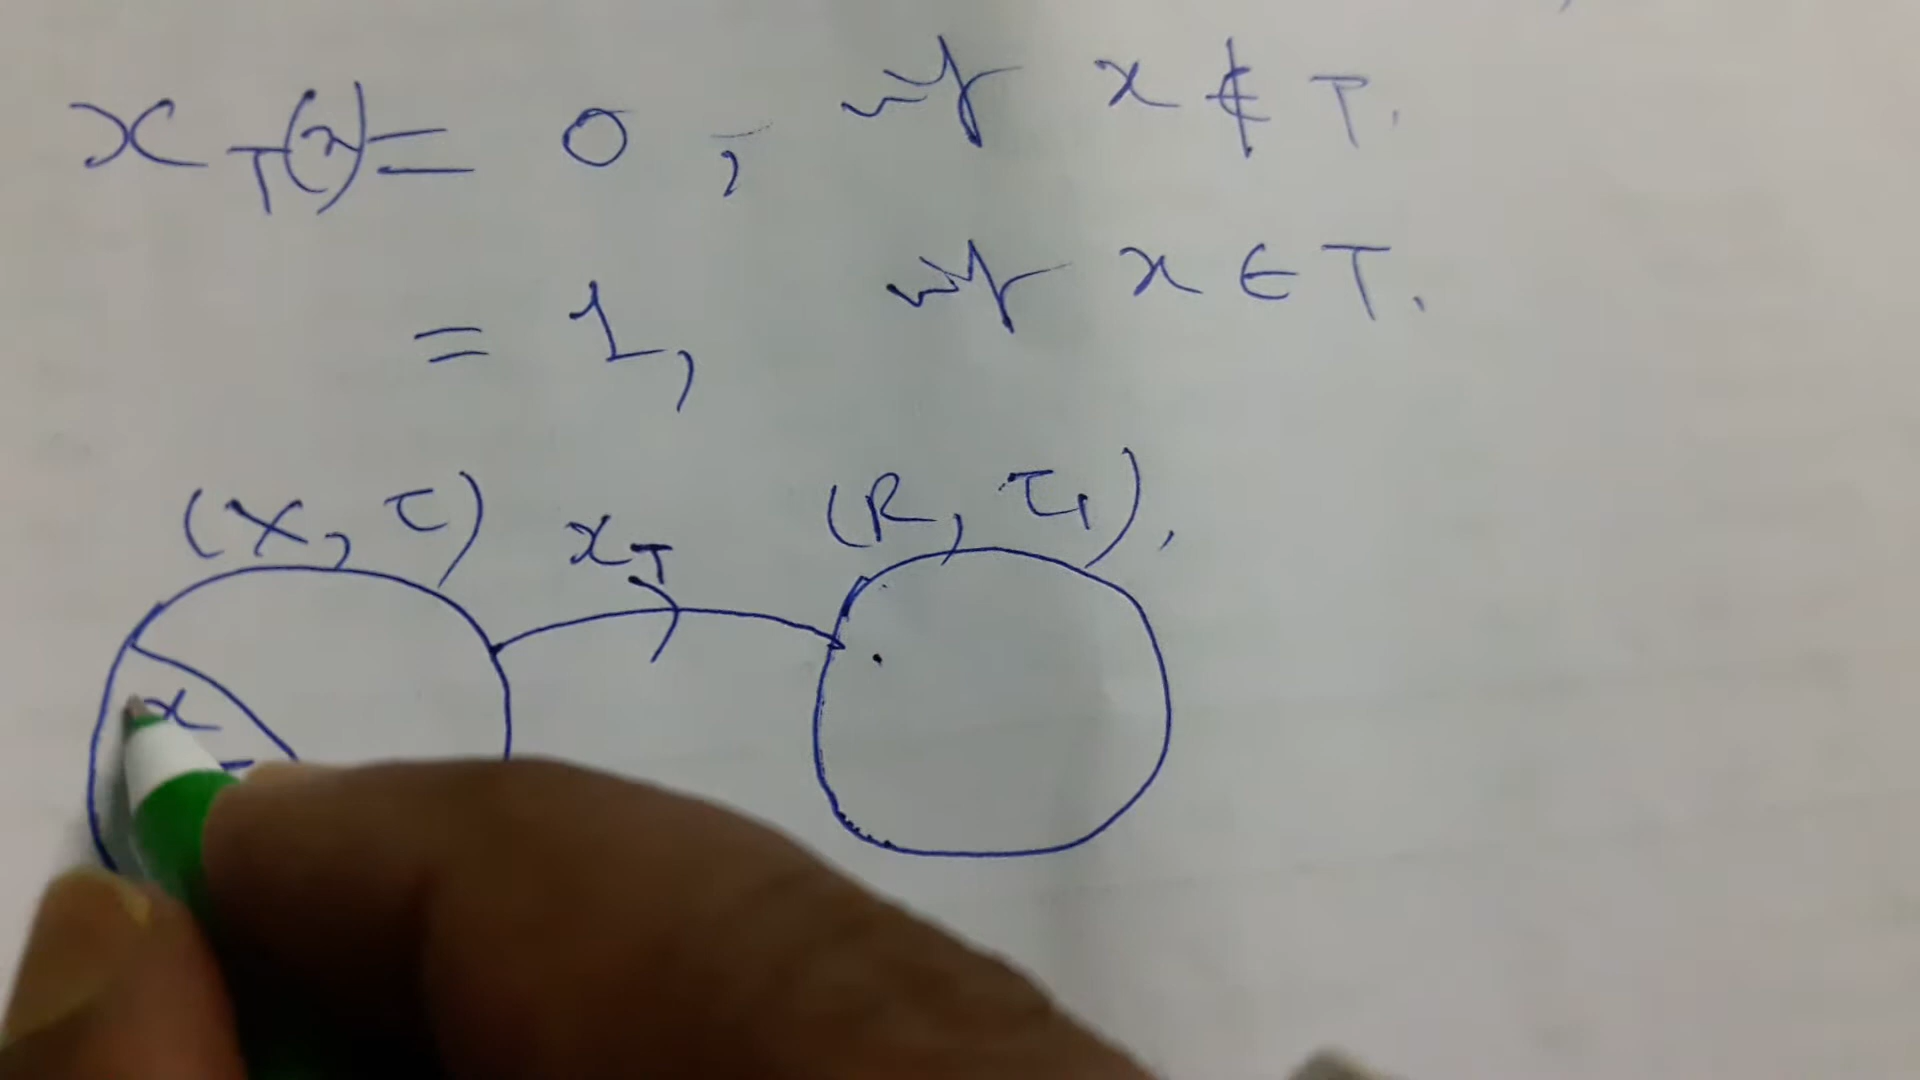 χ_T(x) = 0, if x ∉ T.
= 1, if x ∈ T.
(X, τ) χ_T (R, τ₁),
x